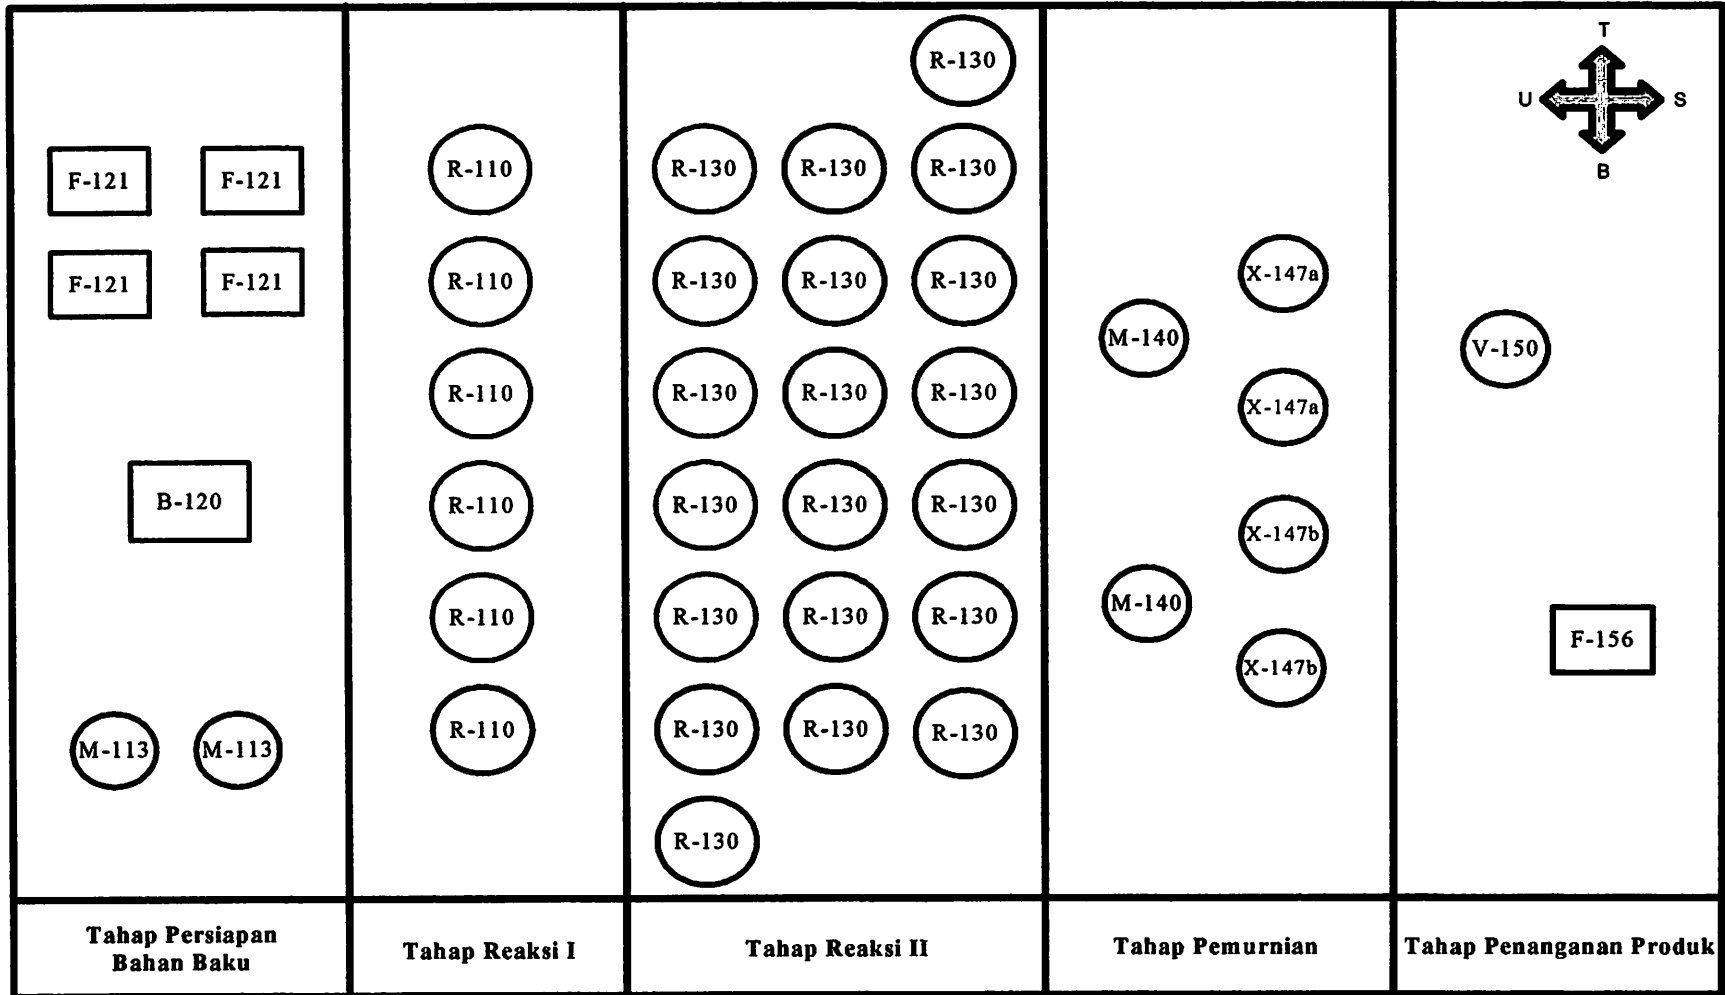 T
U S
B
R-130
F-121 F-121 R-110 R-130 R-130 R-130
F-121 F-121 R-110 R-130 R-130 R-130 X-147a
M-140 V-150
R-110 R-130 R-130 R-130 X-147a
B-120 R-110 R-130 R-130 R-130 X-147b
R-110 R-130 R-130 R-130 M-140 F-156
X-147b
M-113 M-113 R-110 R-130 R-130 R-130
R-130
Tahap Persiapan
Bahan Baku
Tahap Reaksi I
Tahap Reaksi II
Tahap Pemurnian
Tahap Penanganan Produk